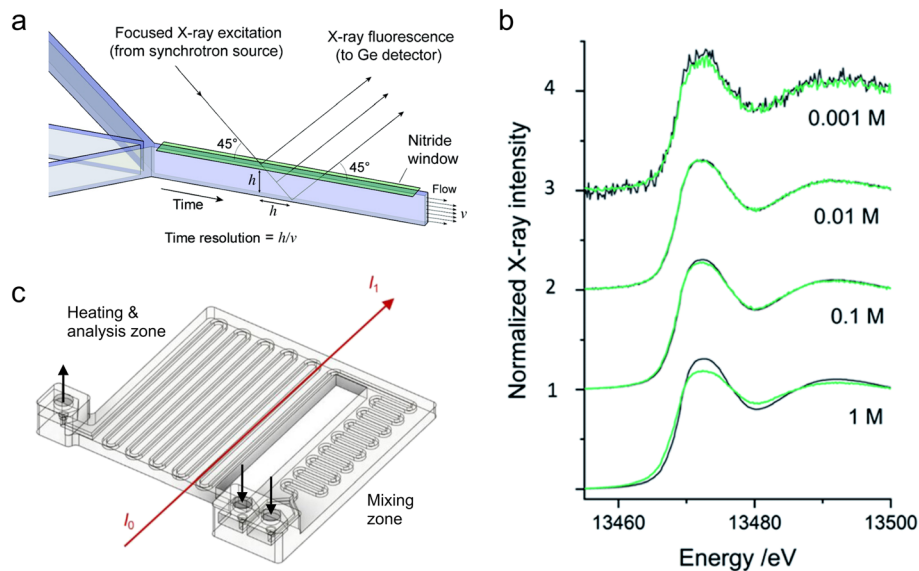 a
Focused X-ray excitation
(from synchrotron source)
X-ray fluorescence
(to Ge detector)
45°
45°
Nitride
window
h
h
Flow
v
Time
Time resolution = h/v
b
Normalized X-ray intensity
4
3
2
1
0.001 M
0.01 M
0.1 M
1 M
13460
13480
13500
Energy /eV
c
Heating &
analysis zone
I₁
I₀
Mixing
zone